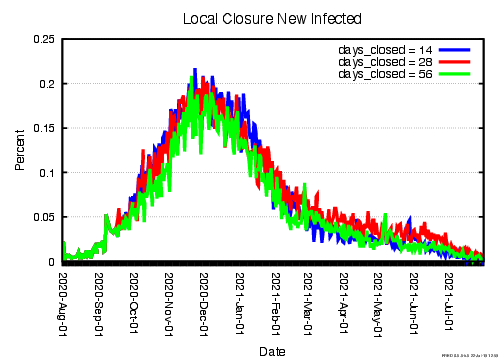 Local Closure New Infected
days_closed = 14
days_closed = 28
days_closed = 56
0.25
0.2
0.15
0.1
0.05
0
Percent
2020-Aug-01
2020-Sep-01
2020-Oct-01
2020-Nov-01
2020-Dec-01
2021-Jan-01
2021-Feb-01
2021-Mar-01
2021-Apr-01
2021-May-01
2021-Jun-01
2021-Jul-01
Date